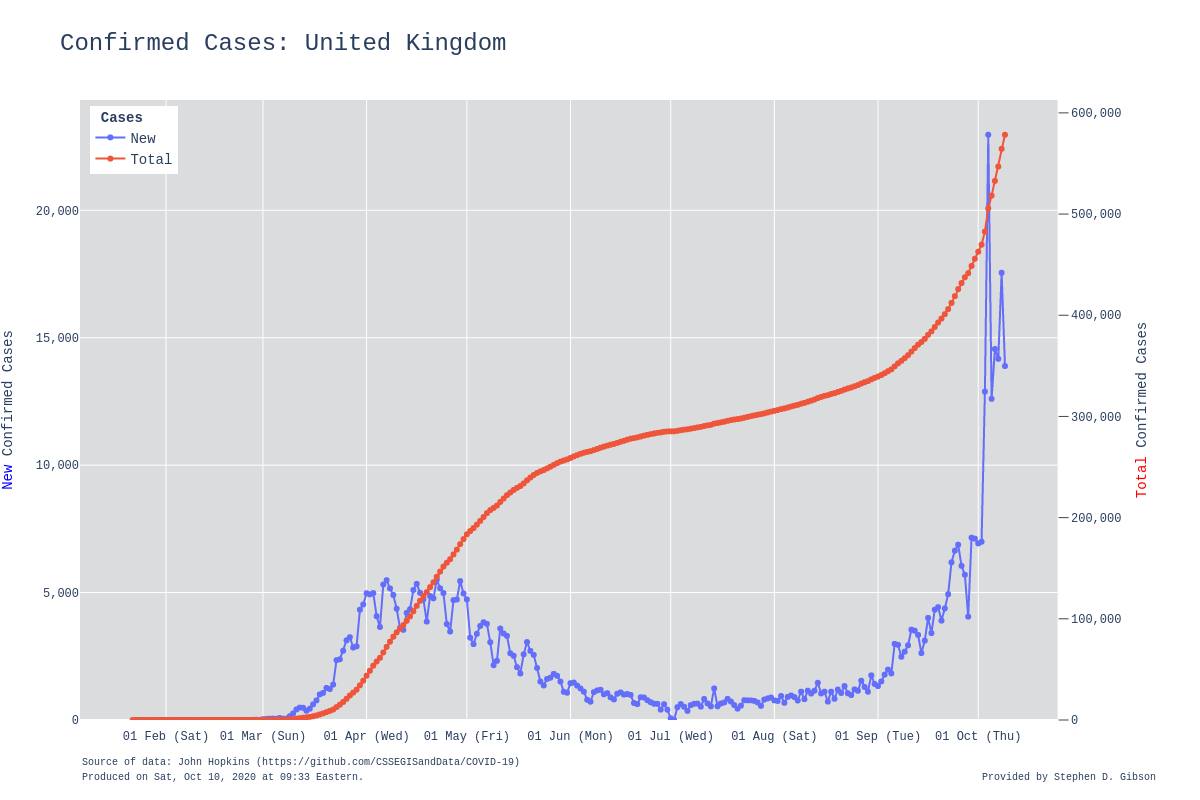 Confirmed Cases: United Kingdom
Cases
New
Total
600,000
500,000
400,000
300,000
200,000
100,000
0
20,000
15,000
10,000
5,000
0
New Confirmed Cases
Total Confirmed Cases
01 Feb (Sat) 01 Mar (Sun) 01 Apr (Wed) 01 May (Fri) 01 Jun (Mon) 01 Jul (Wed) 01 Aug (Sat) 01 Sep (Tue) 01 Oct (Thu)
Source of data: John Hopkins (https://github.com/CSSEGISandData/COVID-19)
Produced on Sat, Oct 10, 2020 at 09:33 Eastern.
Provided by Stephen D. Gibson